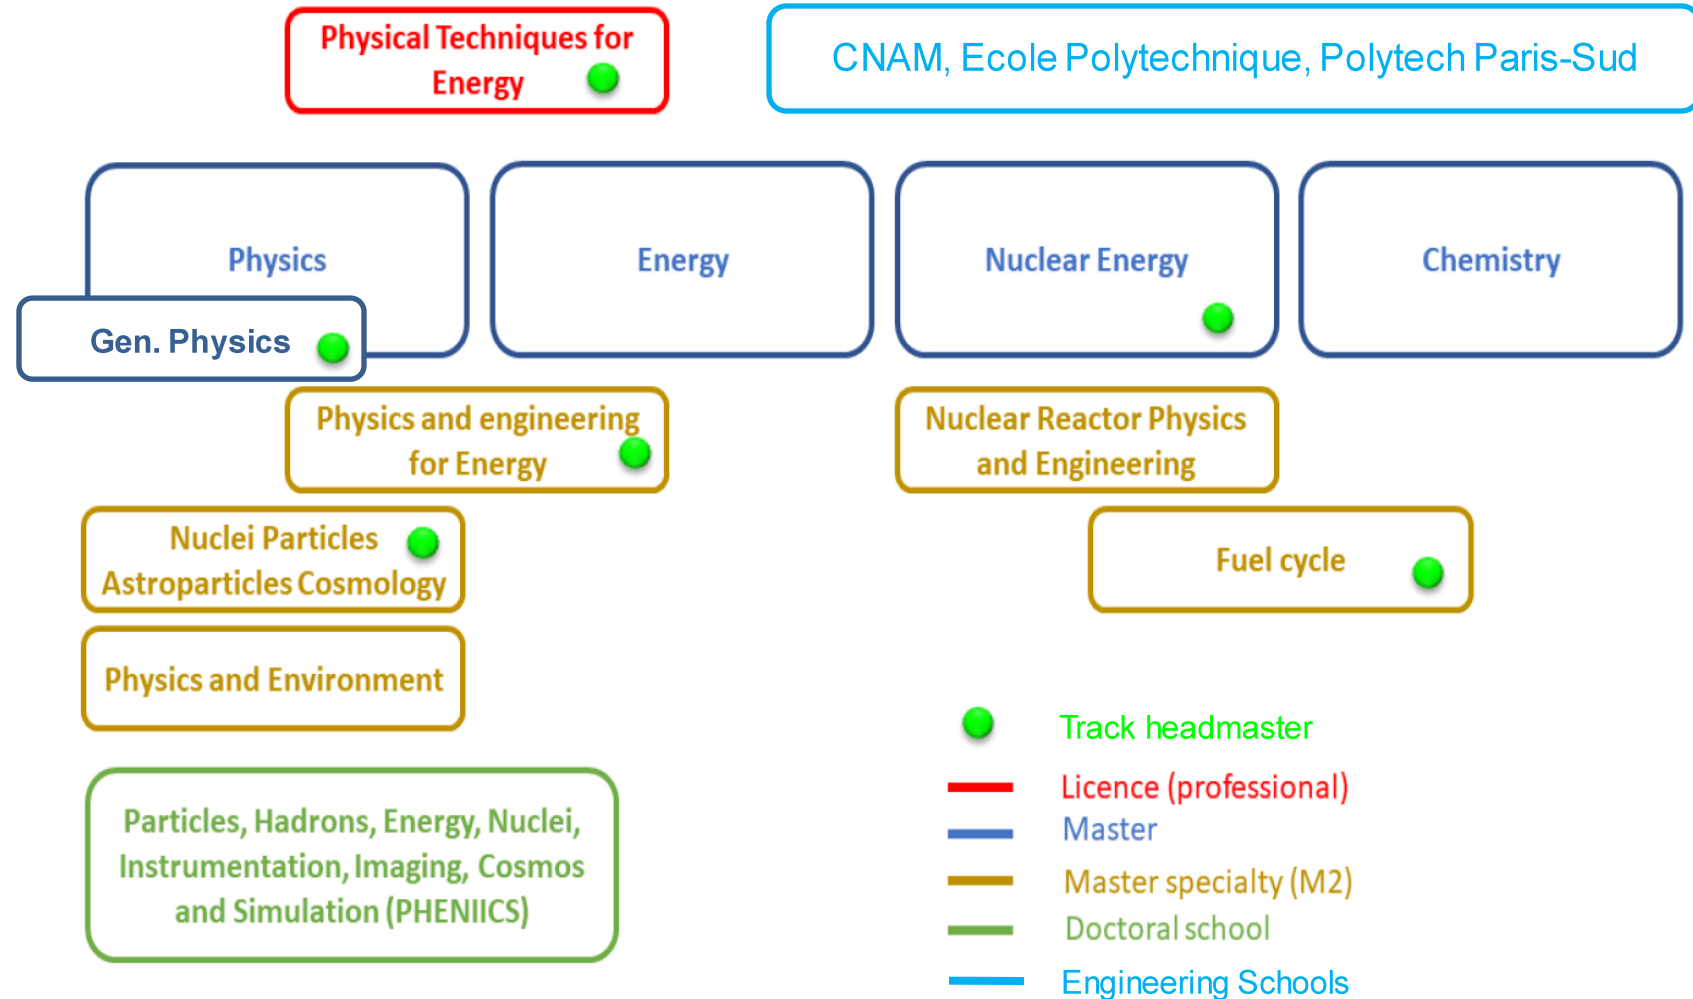 Physical Techniques for
Energy
CNAM, Ecole Polytechnique, Polytech Paris-Sud
Physics
Energy
Nuclear Energy
Chemistry
Gen. Physics
Physics and engineering
for Energy
Nuclear Reactor Physics
and Engineering
Nuclei Particles
Astroparticles Cosmology
Fuel cycle
Physics and Environment
Particles, Hadrons, Energy, Nuclei,
Instrumentation, Imaging, Cosmos
and Simulation (PHENIICS)
Track headmaster
Licence (professional)
Master
Master specialty (M2)
Doctoral school
Engineering Schools